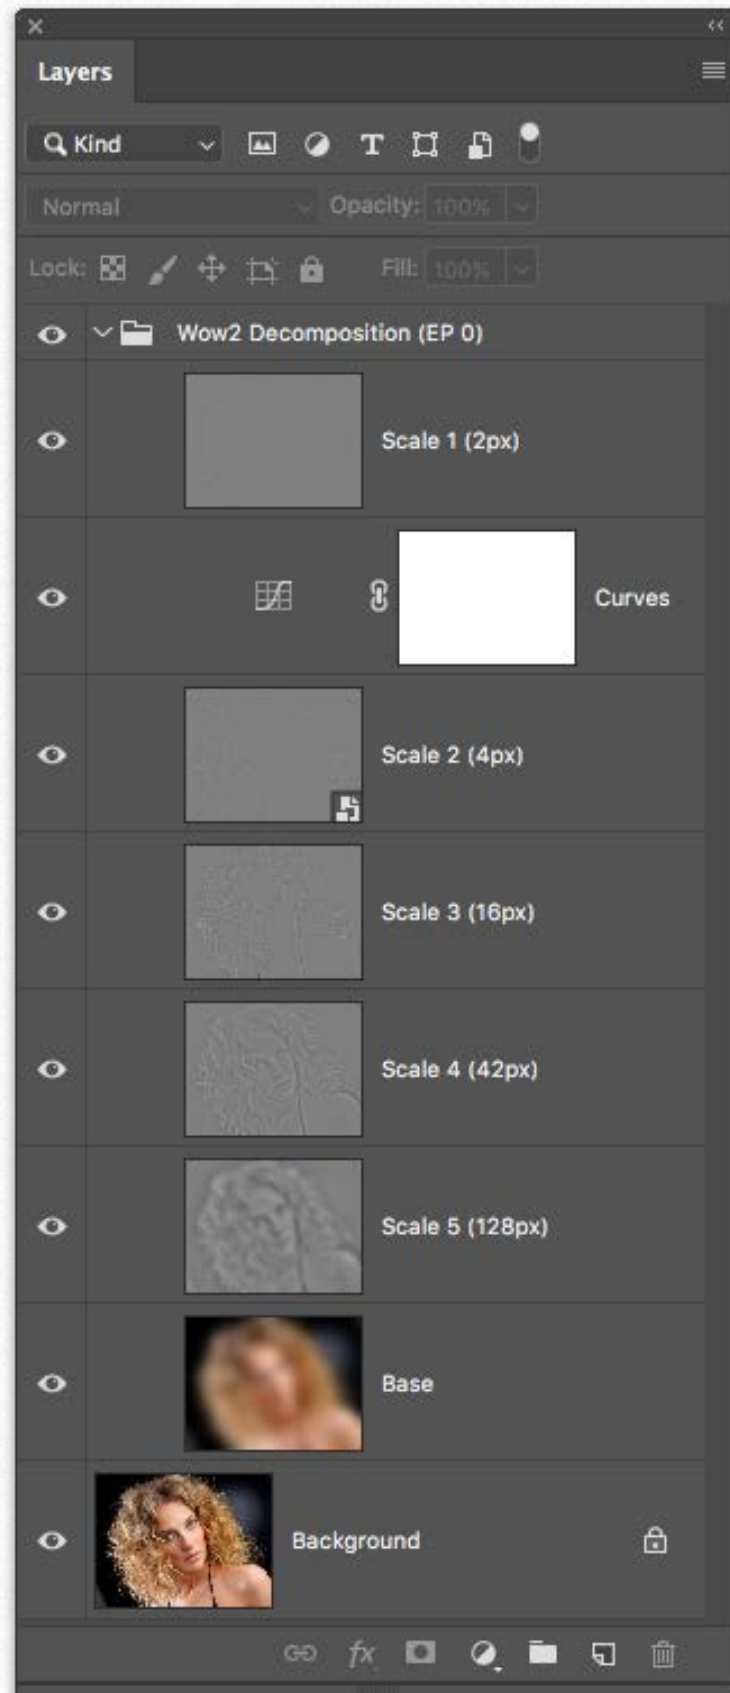 Layers
Kind
Normal Opacity: 100%
Lock: Fill: 100%
Wow2 Decomposition (EP 0)
Scale 1 (2px)
Curves
Scale 2 (4px)
Scale 3 (16px)
Scale 4 (42px)
Scale 5 (128px)
Base
Background
fx